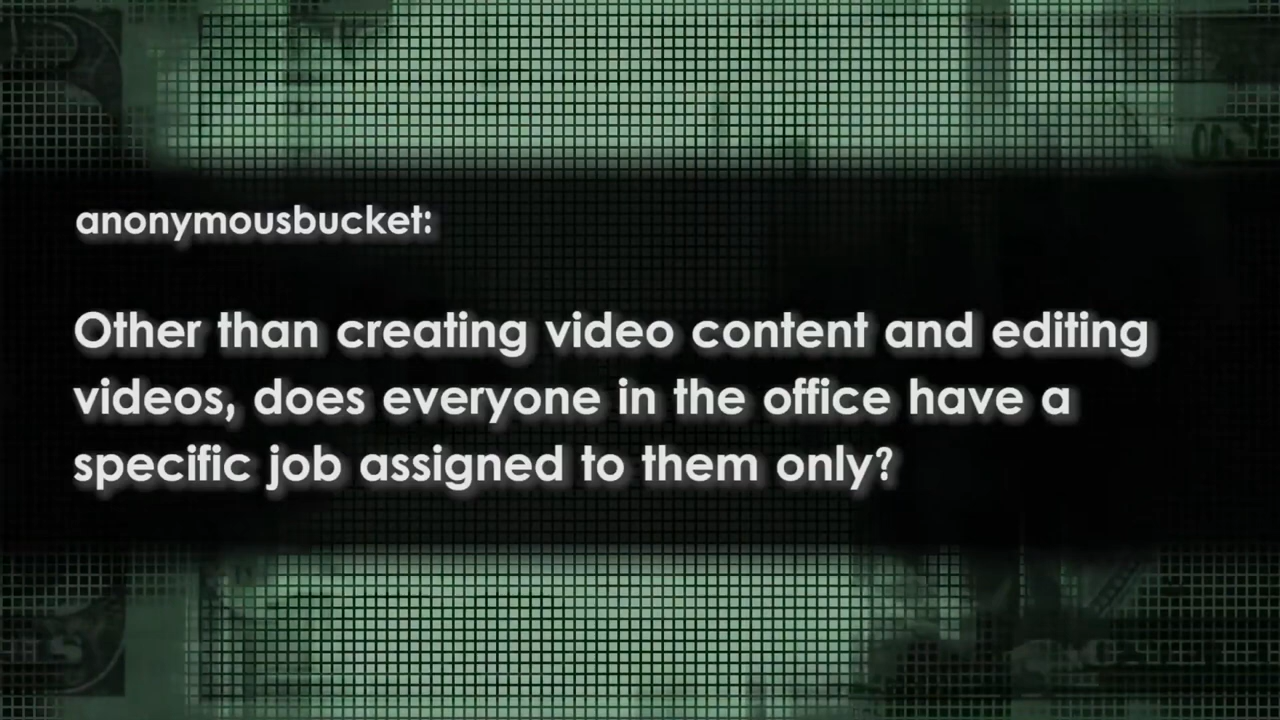 anonymousbucket:
Other than creating video content and editing
videos, does everyone in the office have a
specific job assigned to them only?